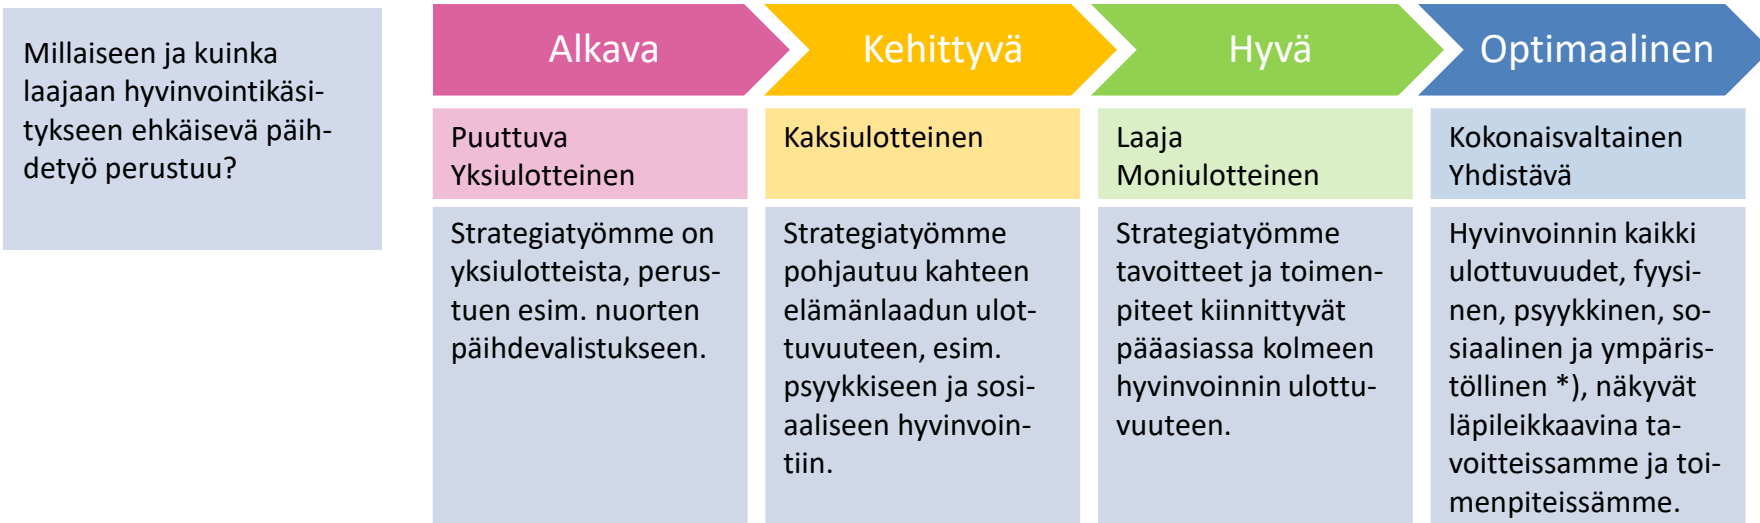 Millaiseen ja kuinka
laajaan hyvinvointikäsi-
tykseen ehkäisevä päih-
detyö perustuu?
Alkava
Kehittyvä
Hyvä
Optimaalinen
Puuttuva
Yksiulotteinen
Kaksiulotteinen
Laaja
Moniulotteinen
Kokonaisvaltainen
Yhdistävä
Strategiatyömme on
yksiulotteista, perus-
tuen esim. nuorten
päihdevalistukseen.
Strategiatyömme
pohjautuu kahteen
elämänlaadun ulot-
tuvuuteen, esim.
psyykkiseen ja sosi-
aaliseen hyvinvoin-
tiin.
Strategiatyömme
tavoitteet ja toimen-
piteet kiinnittyvät
pääasiassa kolmeen
hyvinvoinnin ulottu-
vuuteen.
Hyvinvoinnin kaikki
ulottuvuudet, fyysi-
nen, psyykkinen, so-
siaalinen ja ympäris-
töllinen *), näkyvät
läpileikkaavina ta-
voitteissamme ja toi-
menpiteissämme.